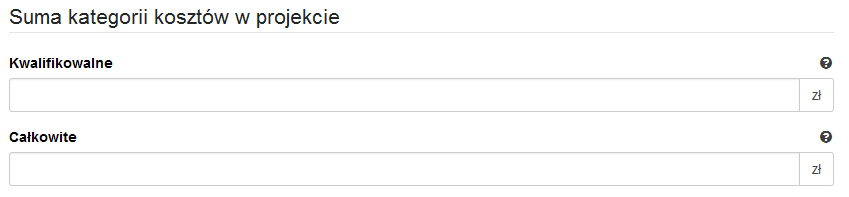 Suma kategorii kosztów w projekcie
Kwalifikowalne
zł
Całkowite
zł